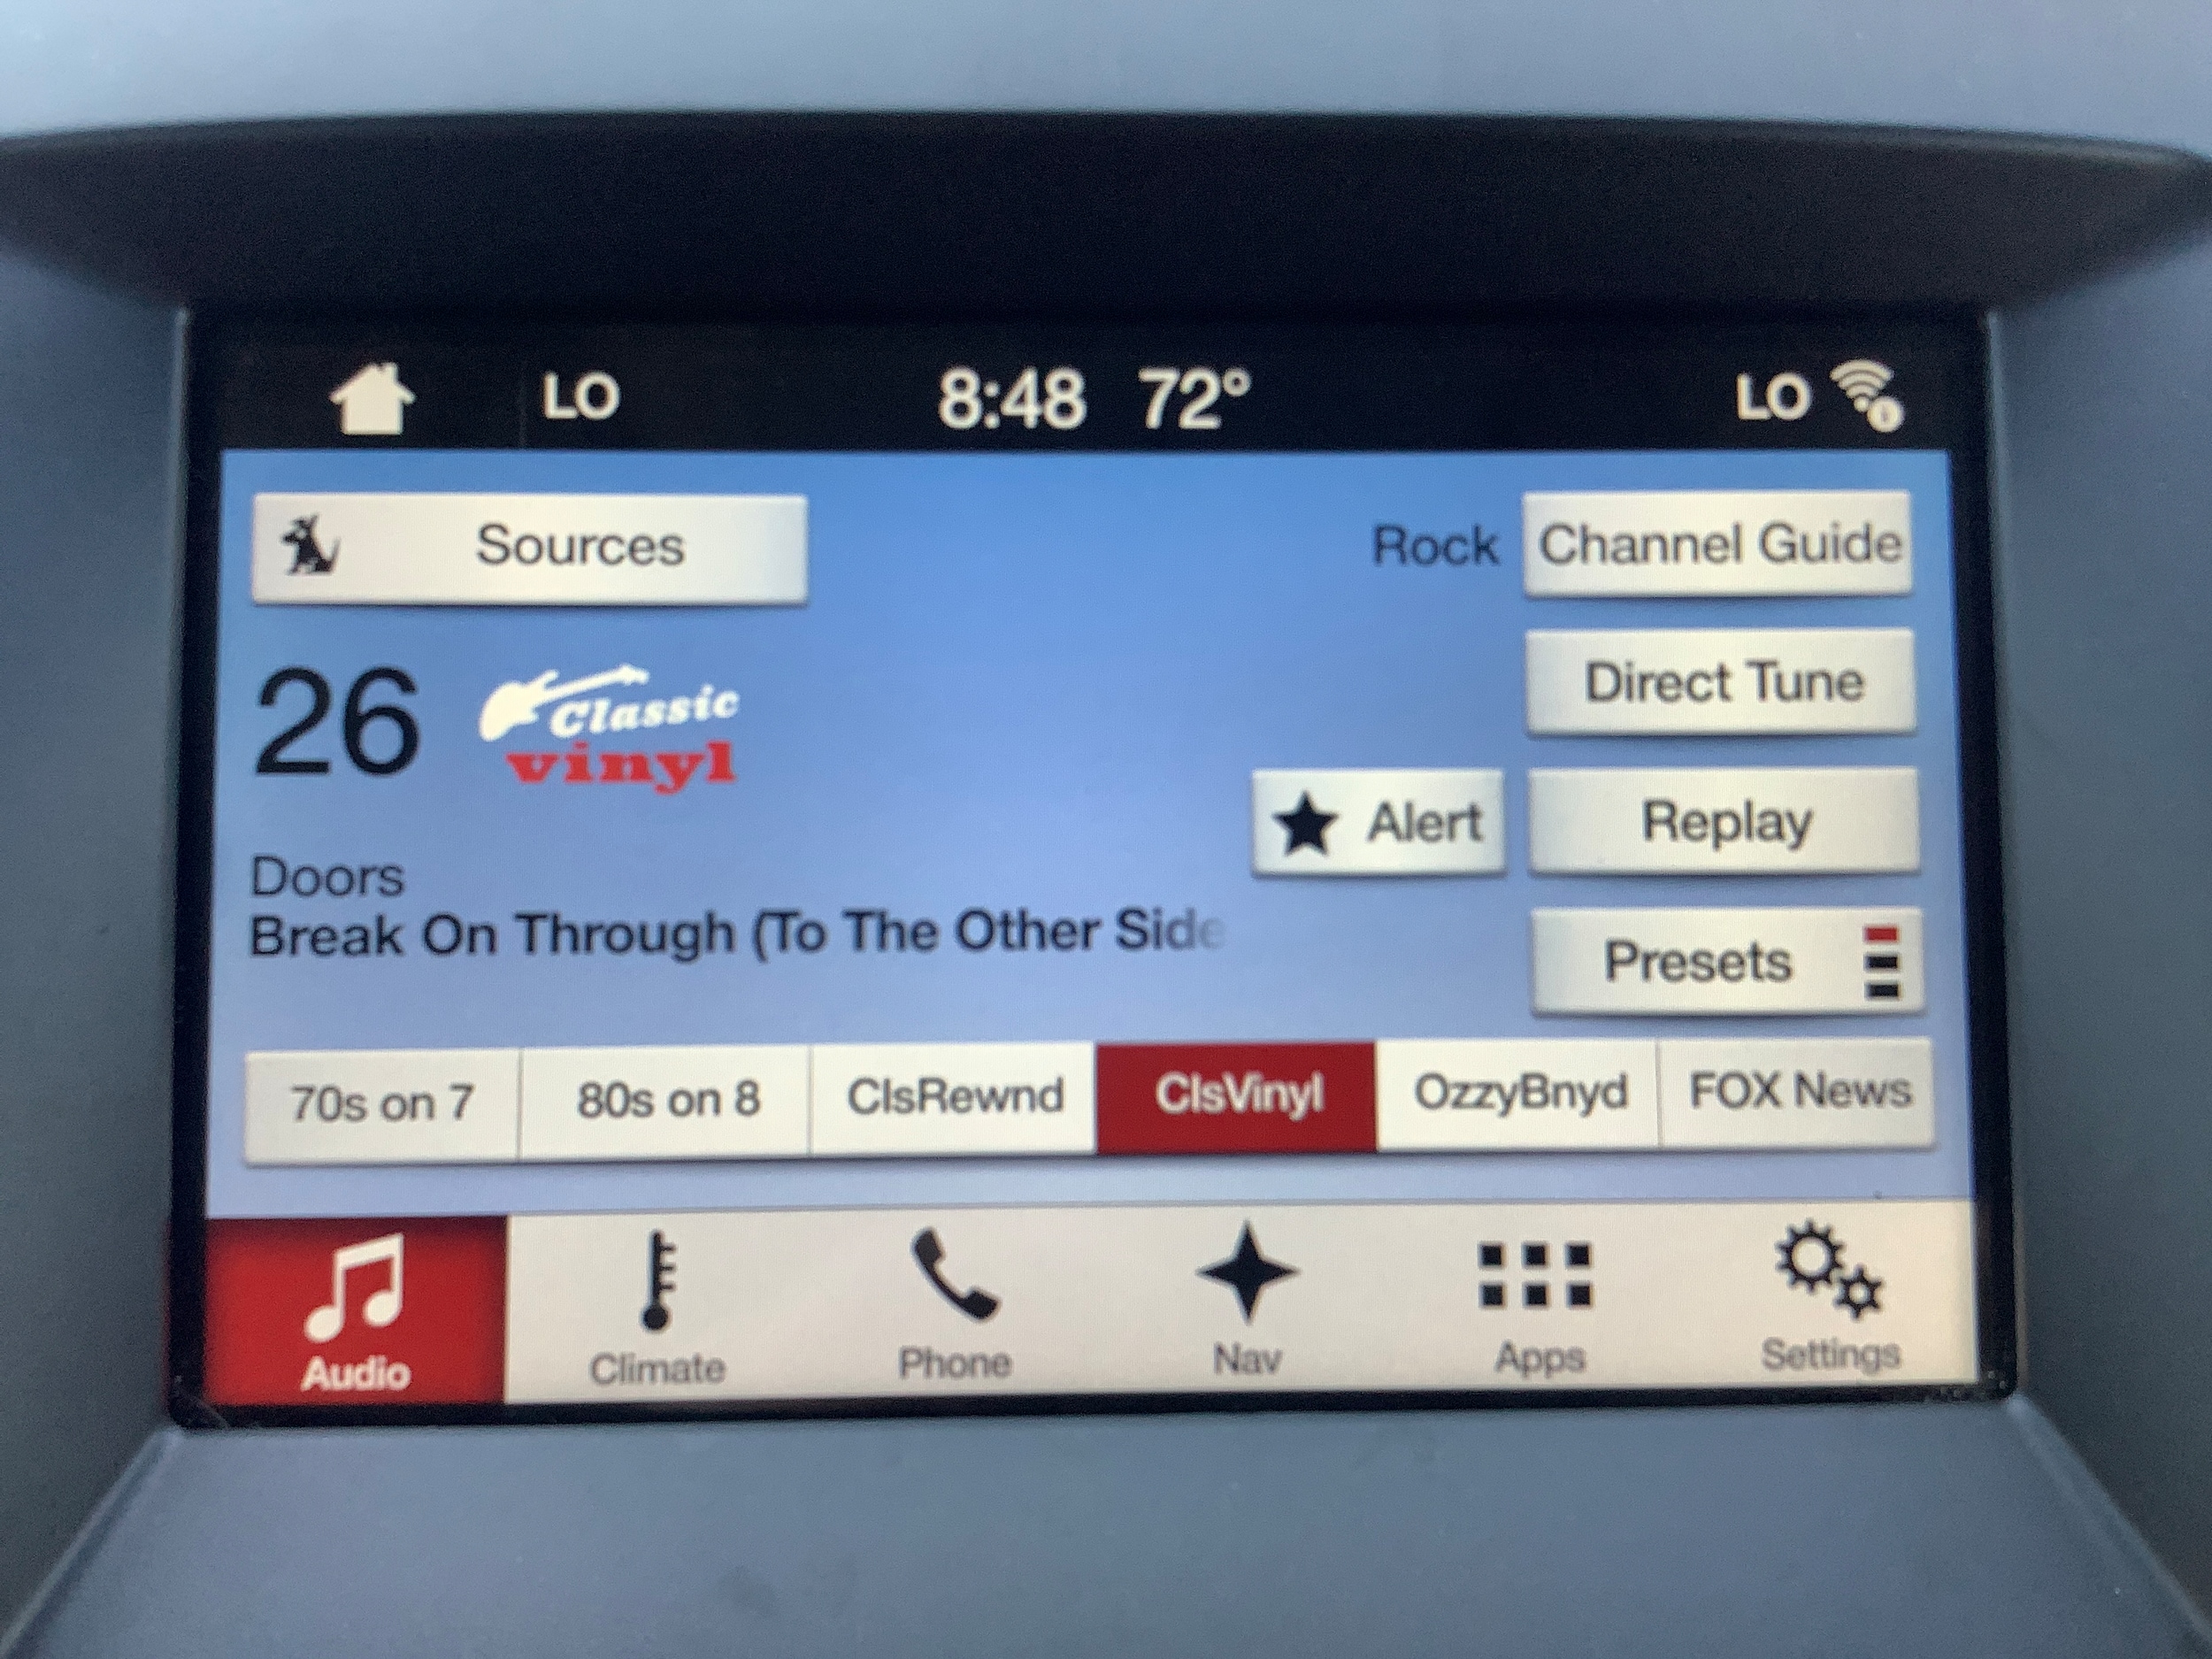 LO 8:48 72° LO
Sources
Rock Channel Guide
26 Classic
vinyl
Direct Tune
Alert Replay
Doors
Break On Through (To The Other Side
Presets
70s on 7 80s on 8 ClsRewnd ClsVinyl OzzyBnyd FOX News
Audio Climate Phone Nav Apps Settings